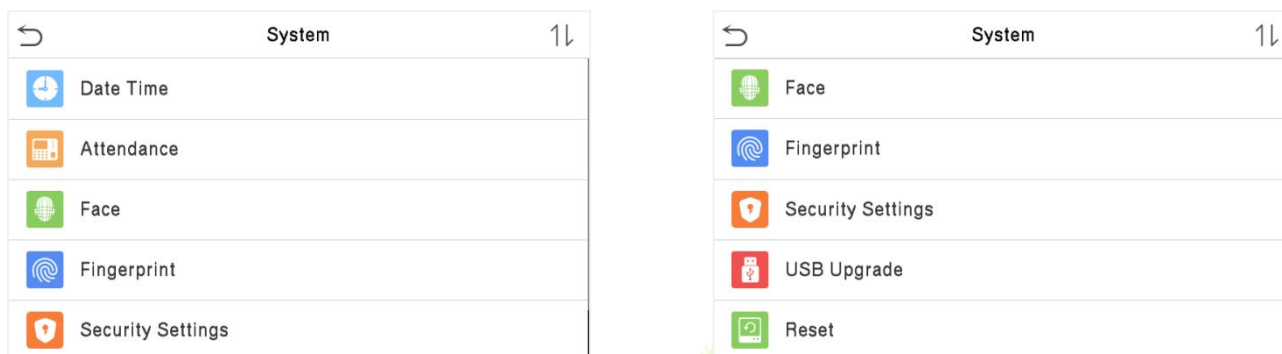 System
Date Time
Attendance
Face
Fingerprint
Security Settings
System
Face
Fingerprint
Security Settings
USB Upgrade
Reset